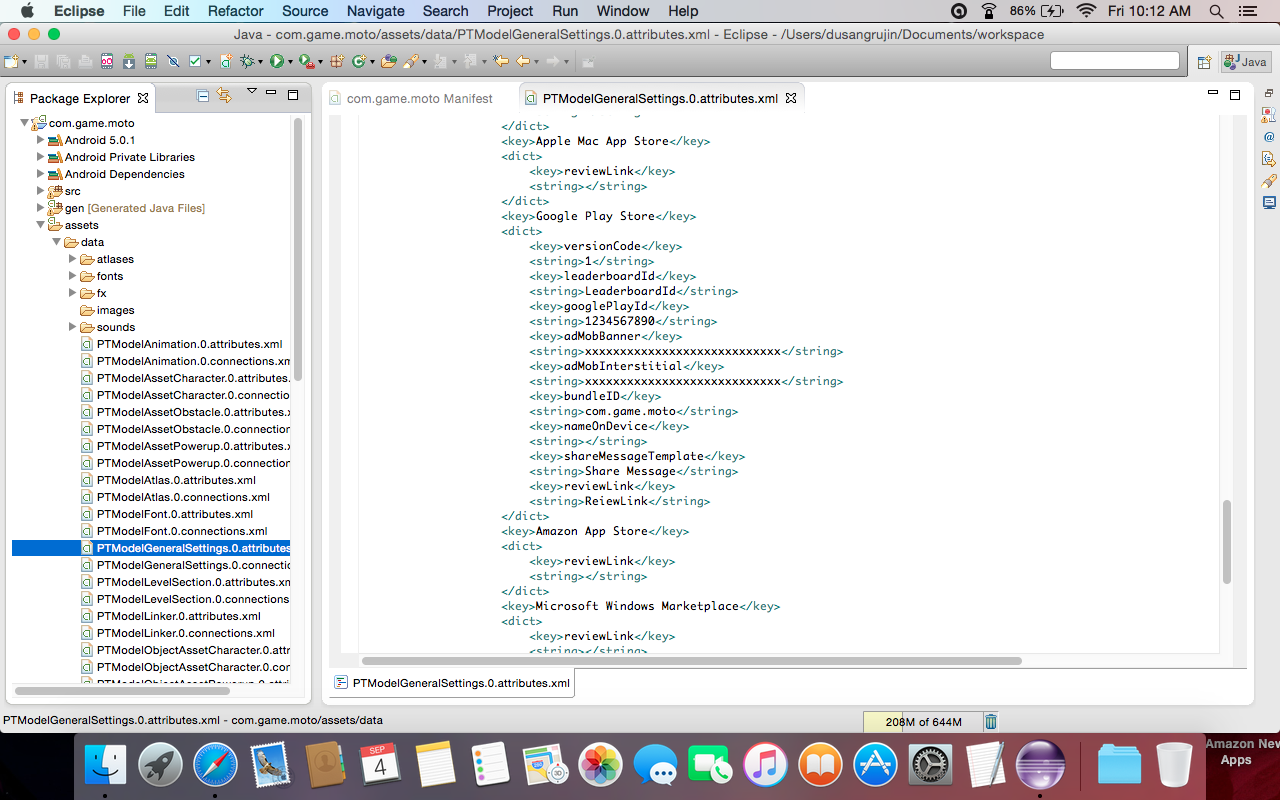 Eclipse File Edit Refactor Source Navigate Search Project Run Window Help 86% Fri 10:12 AM
Java - com.game.moto/assets/data/PTModelGeneralSettings.0.attributes.xml - Eclipse - /Users/dusangrujin/Documents/workspace
Java
Package Explorer
com.game.moto
Android 5.0.1
Android Private Libraries
Android Dependencies
src
gen [Generated Java Files]
assets
data
atlases
fonts
fx
images
sounds
PTModelAnimation.0.attributes.xml
PTModelAnimation.0.connections.xm
PTModelAssetCharacter.0.attributes.
PTModelAssetCharacter.0.connectio
PTModelAssetObstacle.0.attributes.x
PTModelAssetObstacle.0.connection
PTModelAssetPowerup.0.attributes.x
PTModelAssetPowerup.0.connection
PTModelAtlas.0.attributes.xml
PTModelAtlas.0.connections.xml
PTModelFont.0.attributes.xml
PTModelFont.0.connections.xml
PTModelGeneralSettings.0.attributes
PTModelGeneralSettings.0.connectio
PTModelLevelSection.0.attributes.xm
PTModelLevelSection.0.connections
PTModelLinker.0.attributes.xml
PTModelLinker.0.connections.xml
PTModelObjectAssetCharacter.0.attr
PTModelObjectAssetCharacter.0.con
PTModelObjectAssetPowerup.0.attri
com.game.moto Manifest
PTModelGeneralSettings.0.attributes.xml
</dict>
<key>Apple Mac App Store</key>
<dict>
<key>reviewLink</key>
<string></string>
</dict>
<key>Google Play Store</key>
<dict>
<key>versionCode</key>
<string>1</string>
<key>leaderboardId</key>
<string>LeaderboardId</string>
<key>googlePlayId</key>
<string>1234567890</string>
<key>adMobBanner</key>
<string>xxxxxxxxxxxxxxxxxxxxxxxxxxxx</string>
<key>adMobInterstitial</key>
<string>xxxxxxxxxxxxxxxxxxxxxxxxxxxx</string>
<key>bundleID</key>
<string>com.game.moto</string>
<key>nameOnDevice</key>
<string></string>
<key>shareMessageTemplate</key>
<string>Share Message</string>
<key>reviewLink</key>
<string>ReiewLink</string>
</dict>
<key>Amazon App Store</key>
<dict>
<key>reviewLink</key>
<string></string>
</dict>
<key>Microsoft Windows Marketplace</key>
<dict>
<key>reviewLink</key>
<string></string>
PTModelGeneralSettings.0.attributes.xml
PTModelGeneralSettings.0.attributes.xml - com.game.moto/assets/data
208M of 644M
SEP
4
3D
Amazon New
Apps